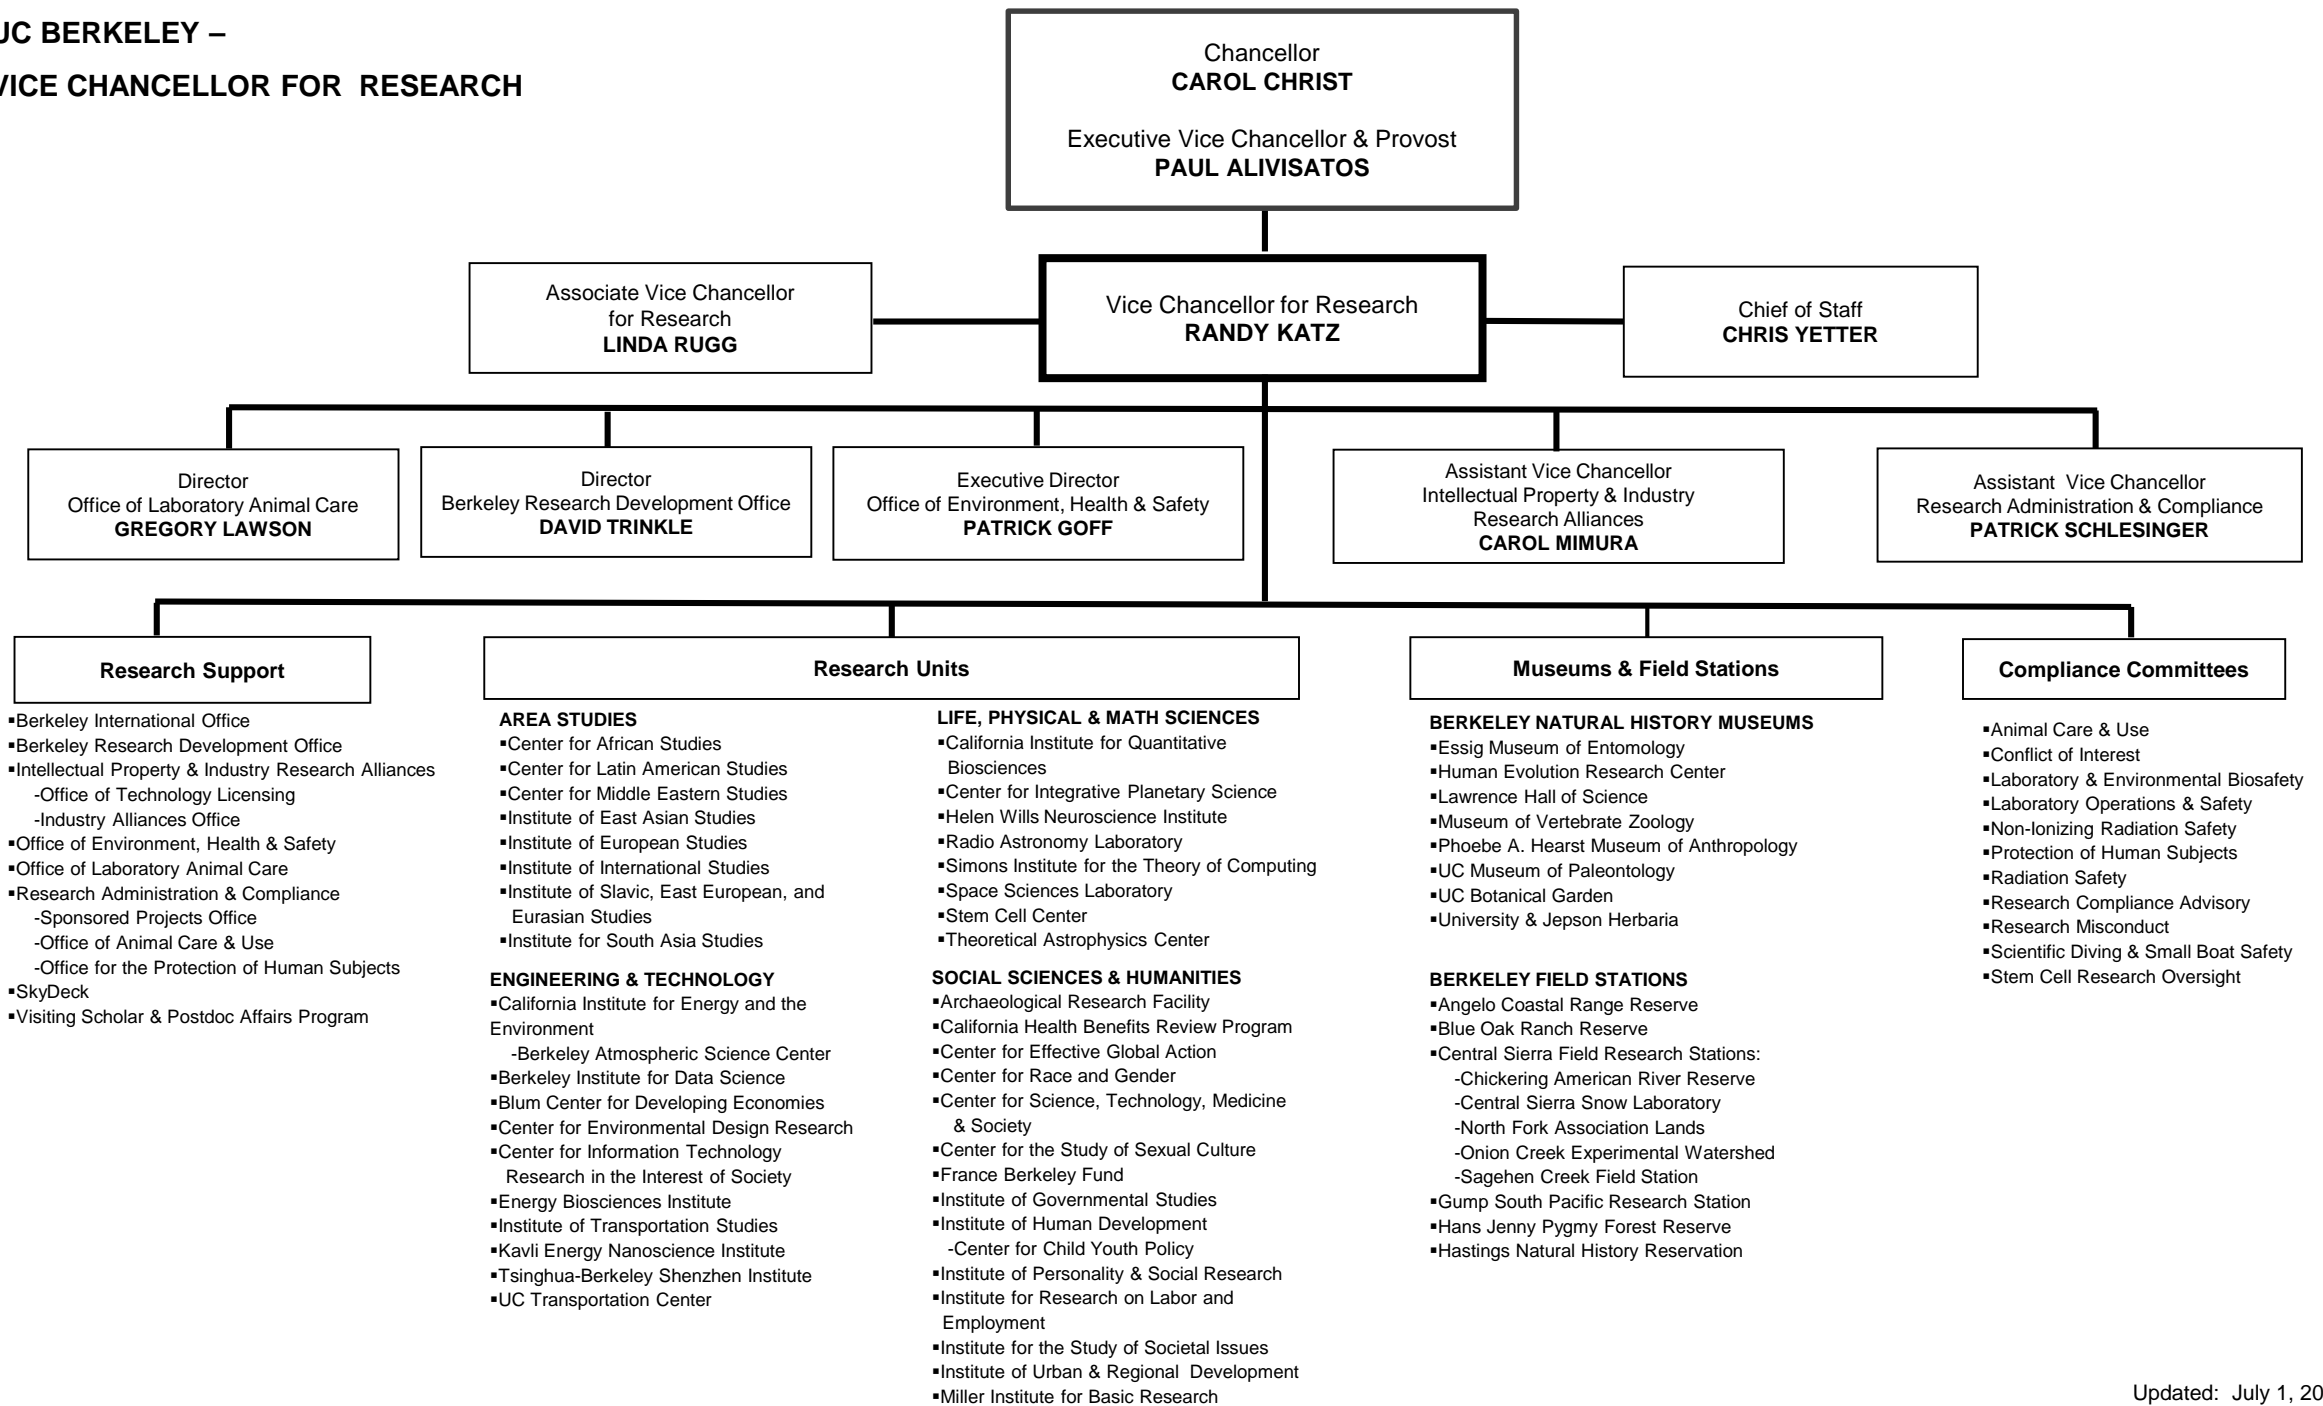 UC BERKELEY –
VICE CHANCELLOR FOR RESEARCH
Chancellor
CAROL CHRIST
Executive Vice Chancellor & Provost
PAUL ALIVISATOS
Associate Vice Chancellor
for Research
LINDA RUGG
Vice Chancellor for Research
RANDY KATZ
Chief of Staff
CHRIS YETTER
Director
Office of Laboratory Animal Care
GREGORY LAWSON
Director
Berkeley Research Development Office
DAVID TRINKLE
Executive Director
Office of Environment, Health & Safety
PATRICK GOFF
Assistant Vice Chancellor
Intellectual Property & Industry
Research Alliances
CAROL MIMURA
Assistant Vice Chancellor
Research Administration & Compliance
PATRICK SCHLESINGER
Research Support
▪Berkeley International Office
▪Berkeley Research Development Office
▪Intellectual Property & Industry Research Alliances
-Office of Technology Licensing
-Industry Alliances Office
▪Office of Environment, Health & Safety
▪Office of Laboratory Animal Care
▪Research Administration & Compliance
-Sponsored Projects Office
-Office of Animal Care & Use
-Office for the Protection of Human Subjects
▪SkyDeck
▪Visiting Scholar & Postdoc Affairs Program
Research Units
AREA STUDIES
▪Center for African Studies
▪Center for Latin American Studies
▪Center for Middle Eastern Studies
▪Institute of East Asian Studies
▪Institute of European Studies
▪Institute of International Studies
▪Institute of Slavic, East European, and
Eurasian Studies
▪Institute for South Asia Studies
ENGINEERING & TECHNOLOGY
▪California Institute for Energy and the
Environment
-Berkeley Atmospheric Science Center
▪Berkeley Institute for Data Science
▪Blum Center for Developing Economies
▪Center for Environmental Design Research
▪Center for Information Technology
Research in the Interest of Society
▪Energy Biosciences Institute
▪Institute of Transportation Studies
▪Kavli Energy Nanoscience Institute
▪Tsinghua-Berkeley Shenzhen Institute
▪UC Transportation Center
LIFE, PHYSICAL & MATH SCIENCES
▪California Institute for Quantitative
Biosciences
▪Center for Integrative Planetary Science
▪Helen Wills Neuroscience Institute
▪Radio Astronomy Laboratory
▪Simons Institute for the Theory of Computing
▪Space Sciences Laboratory
▪Stem Cell Center
▪Theoretical Astrophysics Center
SOCIAL SCIENCES & HUMANITIES
▪Archaeological Research Facility
▪California Health Benefits Review Program
▪Center for Effective Global Action
▪Center for Race and Gender
▪Center for Science, Technology, Medicine
& Society
▪Center for the Study of Sexual Culture
▪France Berkeley Fund
▪Institute of Governmental Studies
▪Institute of Human Development
-Center for Child Youth Policy
▪Institute of Personality & Social Research
▪Institute for Research on Labor and
Employment
▪Institute for the Study of Societal Issues
▪Institute of Urban & Regional Development
▪Miller Institute for Basic Research
Museums & Field Stations
BERKELEY NATURAL HISTORY MUSEUMS
▪Essig Museum of Entomology
▪Human Evolution Research Center
▪Lawrence Hall of Science
▪Museum of Vertebrate Zoology
▪Phoebe A. Hearst Museum of Anthropology
▪UC Museum of Paleontology
▪UC Botanical Garden
▪University & Jepson Herbaria
BERKELEY FIELD STATIONS
▪Angelo Coastal Range Reserve
▪Blue Oak Ranch Reserve
▪Central Sierra Field Research Stations:
-Chickering American River Reserve
-Central Sierra Snow Laboratory
-North Fork Association Lands
-Onion Creek Experimental Watershed
-Sagehen Creek Field Station
▪Gump South Pacific Research Station
▪Hans Jenny Pygmy Forest Reserve
▪Hastings Natural History Reservation
Compliance Committees
▪Animal Care & Use
▪Conflict of Interest
▪Laboratory & Environmental Biosafety
▪Laboratory Operations & Safety
▪Non-Ionizing Radiation Safety
▪Protection of Human Subjects
▪Radiation Safety
▪Research Compliance Advisory
▪Research Misconduct
▪Scientific Diving & Small Boat Safety
▪Stem Cell Research Oversight
Updated: July 1, 20